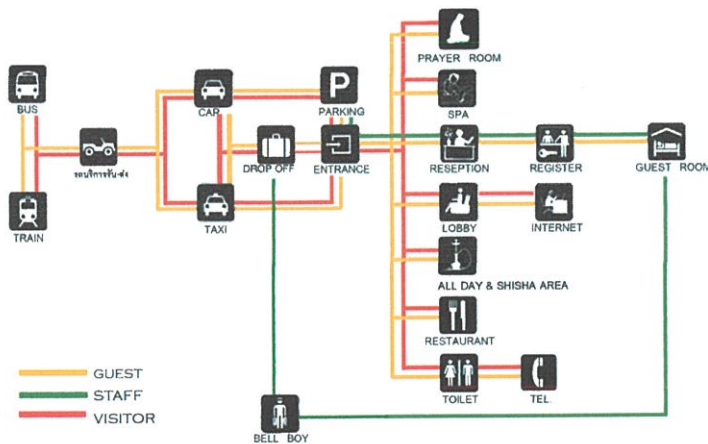 BUS
TRAIN
รถบริการรับ-ส่ง
CAR
TAXI
P
PARKING
DROP OFF
ENTRANCE
PRAYER ROOM
SPA
RESEPTION
REGISTER
GUEST ROOM
LOBBY
INTERNET
ALL DAY & SHISHA AREA
RESTAURANT
TOILET
TEL.
BELL BOY
GUEST
STAFF
VISITOR